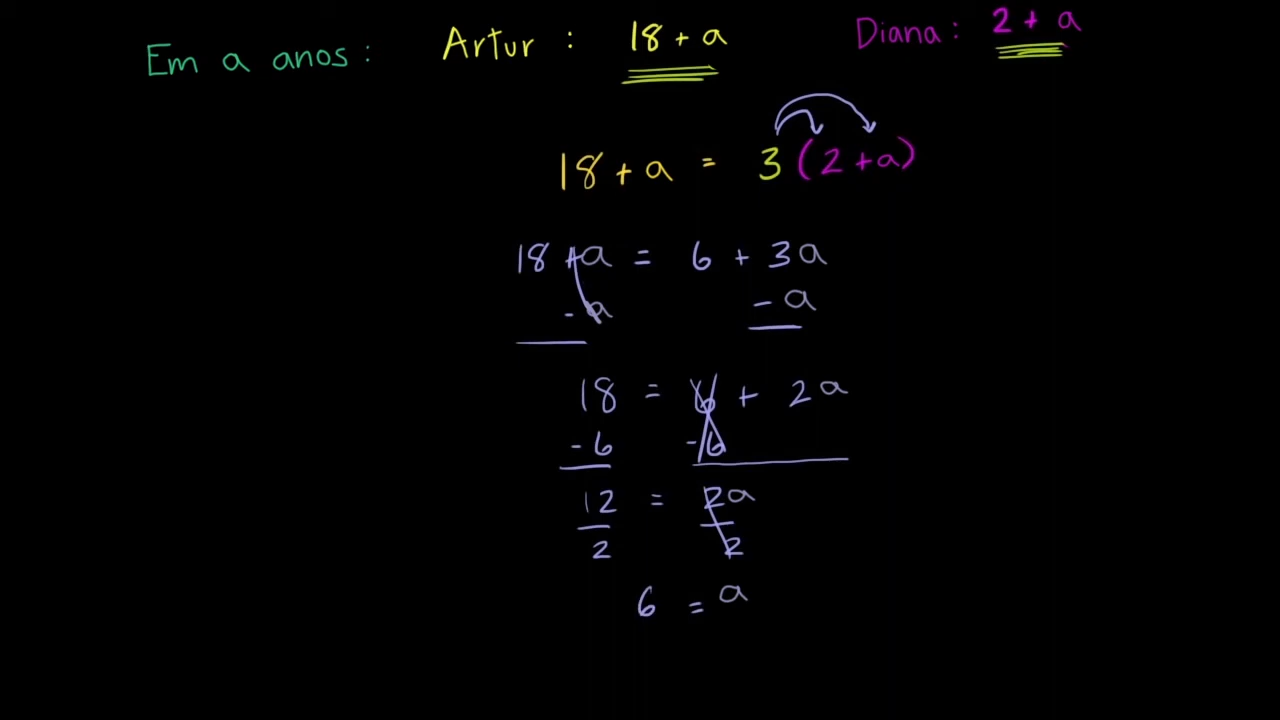 Em a anos: Artur: 18 + a Diana: 2 + a
18 + a = 3 (2 + a)
18 + a = 6 + 3a
- a - a
18 = 6 + 2a
- 6 - 6
12 = 2a
2 2
6 = a